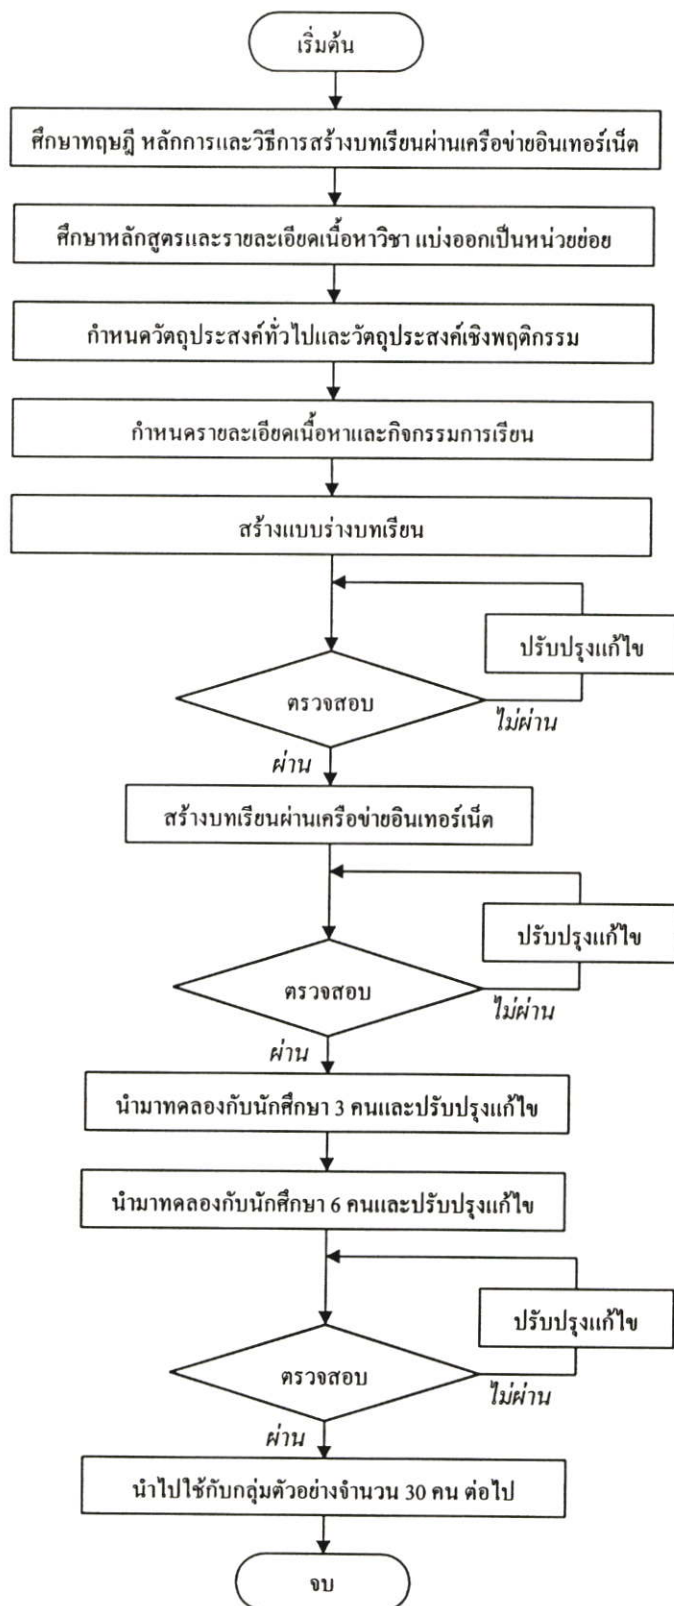 เริ่มต้น
ศึกษาทฤษฎี หลักการและวิธีการสร้างบทเรียนผ่านเครือข่ายอินเทอร์เน็ต
ศึกษาหลักสูตรและรายละเอียดเนื้อหาวิชา แบ่งออกเป็นหน่วยย่อย
กำหนดวัตถุประสงค์ทั่วไปและวัตถุประสงค์เชิงพฤติกรรม
กำหนดรายละเอียดเนื้อหาและกิจกรรมการเรียน
สร้างแบบร่างบทเรียน
ปรับปรุงแก้ไข
ตรวจสอบ
ไม่ผ่าน
ผ่าน
สร้างบทเรียนผ่านเครือข่ายอินเทอร์เน็ต
ปรับปรุงแก้ไข
ตรวจสอบ
ไม่ผ่าน
ผ่าน
นำมาทดลองกับนักศึกษา 3 คนและปรับปรุงแก้ไข
นำมาทดลองกับนักศึกษา 6 คนและปรับปรุงแก้ไข
ปรับปรุงแก้ไข
ตรวจสอบ
ไม่ผ่าน
ผ่าน
นำไปใช้กับกลุ่มตัวอย่างจำนวน 30 คน ต่อไป
จบ